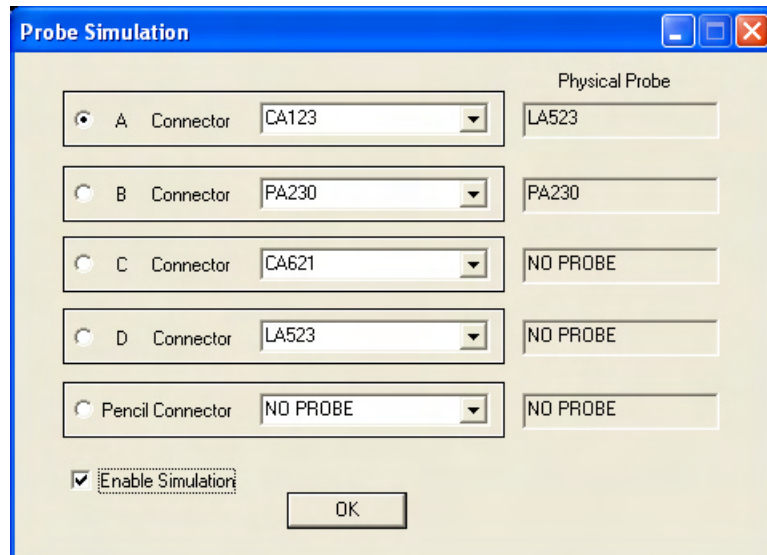 Probe Simulation
Physical Probe
A Connector CA123 LA523
B Connector PA230 PA230
C Connector CA621 NO PROBE
D Connector LA523 NO PROBE
Pencil Connector NO PROBE NO PROBE
Enable Simulation
OK